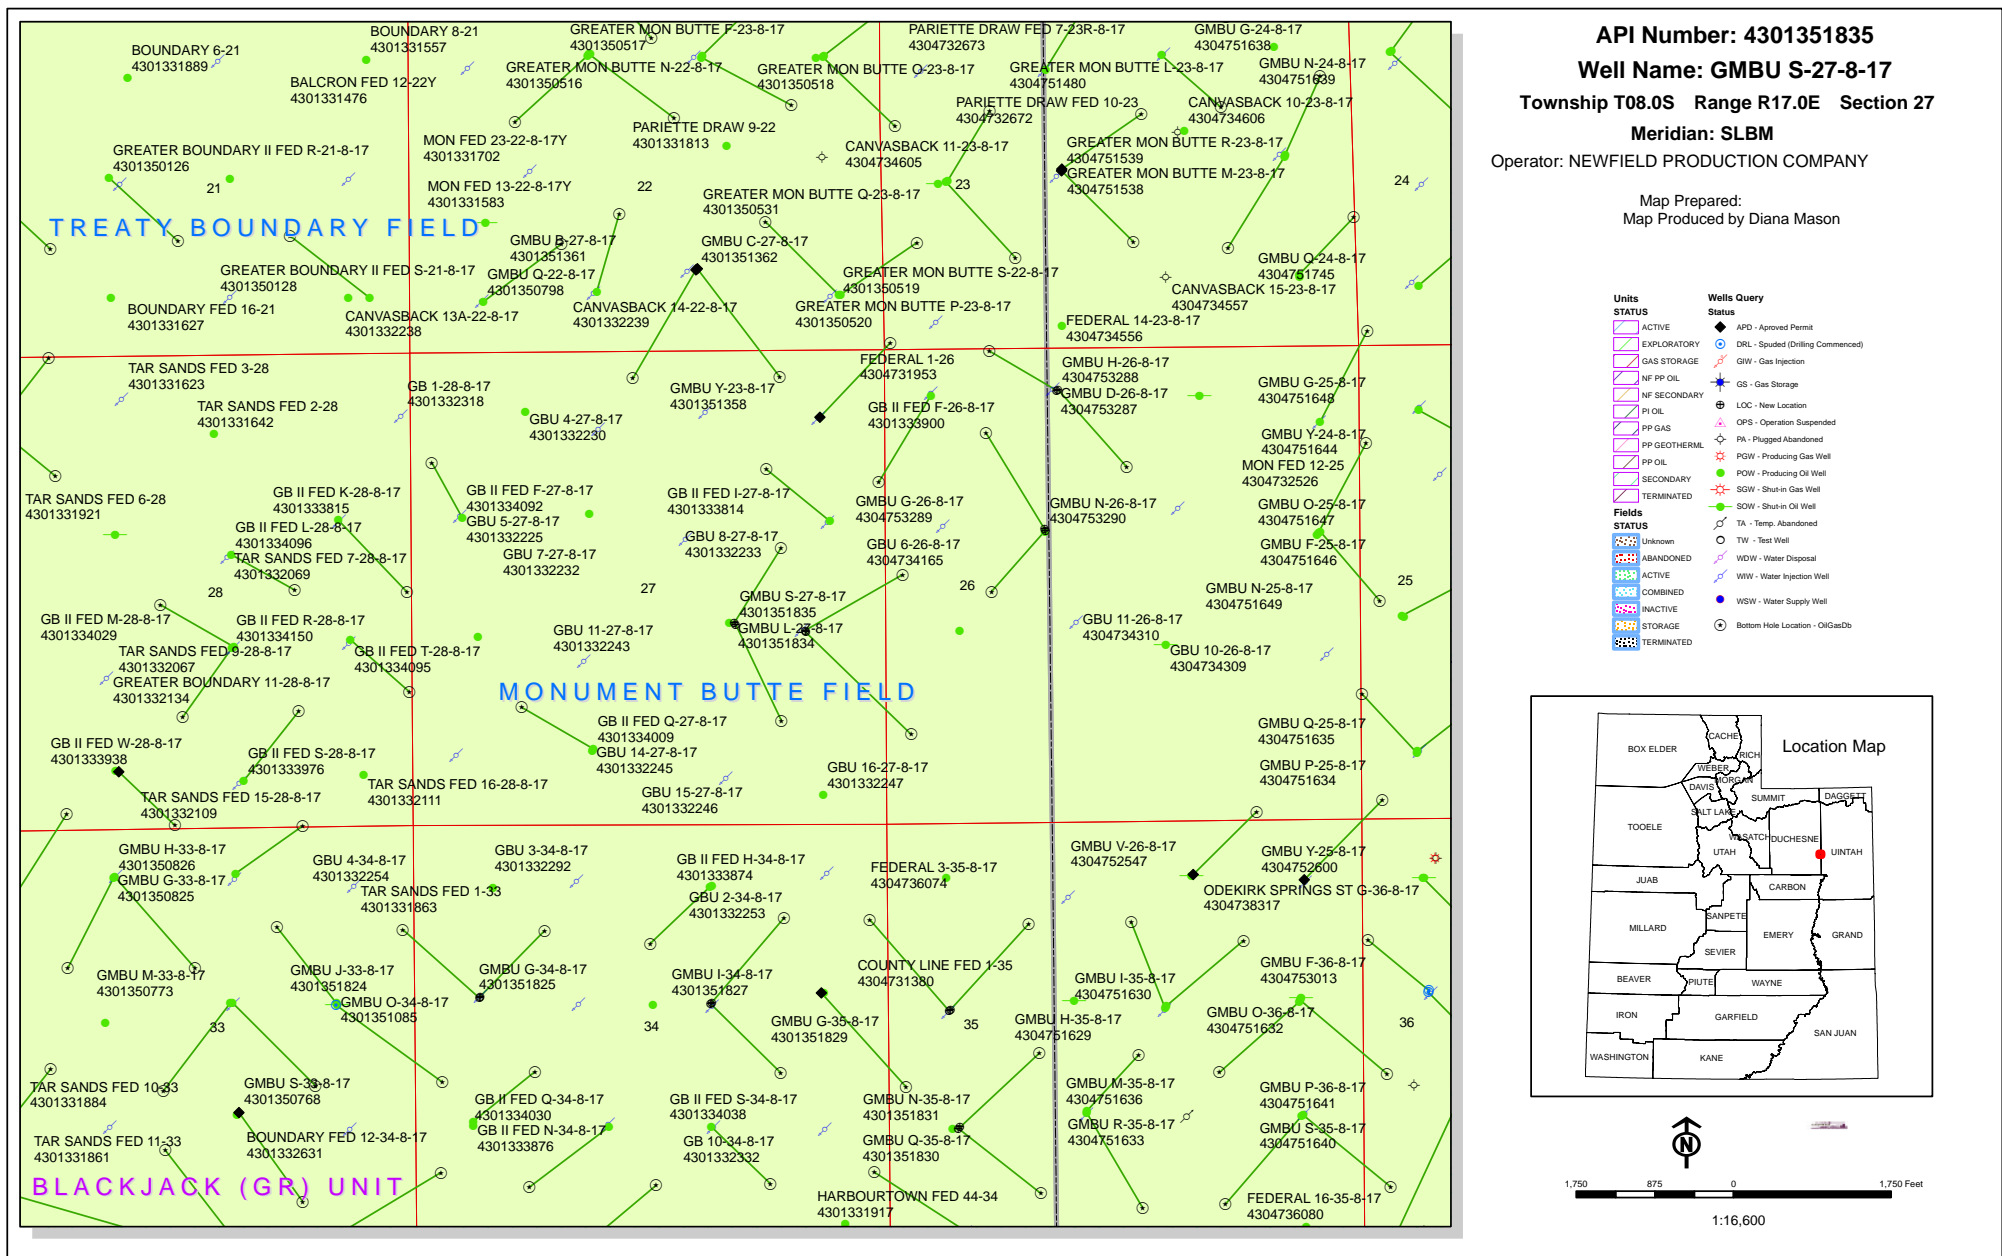 API Number: 4301351835
Well Name: GMBU S-27-8-17
Township T08.0S Range R17.0E Section 27
Meridian: SLBM
Operator: NEWFIELD PRODUCTION COMPANY
Map Prepared:
Map Produced by Diana Mason
BOUNDARY 6-21
4301331889
BOUNDARY 8-21
4301331557
BALCRON FED 12-22Y
4301331476
GREATER MON BUTTE F-23-8-17
4301350517
GREATER MON BUTTE N-22-8-17
4301350516
GREATER MON BUTTE O-23-8-17
4301350518
PARIETTE DRAW FED 7-23R-8-17
4304732673
GREATER MON BUTTE L-23-8-17
4304751480
GMBU G-24-8-17
4304751638
GMBU N-24-8-17
4304751639
PARIETTE DRAW FED 10-23
4304732672
CANVASBACK 10-23-8-17
4304734606
GREATER BOUNDARY II FED R-21-8-17
4301350126
MON FED 23-22-8-17Y
4301331702
PARIETTE DRAW 9-22
4301331813
CANVASBACK 11-23-8-17
4304734605
GREATER MON BUTTE R-23-8-17
4304751539
GREATER MON BUTTE M-23-8-17
4304751538
MON FED 13-22-8-17Y
4301331583
GREATER MON BUTTE Q-23-8-17
4301350531
21
22
23
24
TREATY BOUNDARY FIELD
GMBU B-27-8-17
4301351361
GMBU C-27-8-17
4301351362
GREATER BOUNDARY II FED S-21-8-17
4301350128
GMBU Q-22-8-17
4301350798
GREATER MON BUTTE S-22-8-17
4301350519
GMBU Q-24-8-17
4304751745
CANVASBACK 15-23-8-17
4304734557
BOUNDARY FED 16-21
4301331627
CANVASBACK 13A-22-8-17
4301332238
CANVASBACK 14-22-8-17
4301332239
GREATER MON BUTTE P-23-8-17
4301350520
FEDERAL 14-23-8-17
4304734556
TAR SANDS FED 3-28
4301331623
GB 1-28-8-17
4301332318
GMBU Y-23-8-17
4301351358
FEDERAL 1-26
4304731953
GMBU H-26-8-17
4304753288
GMBU D-26-8-17
4304753287
GMBU G-25-8-17
4304751648
TAR SANDS FED 2-28
4301331642
GBU 4-27-8-17
4301332230
GB II FED F-26-8-17
4301333900
GMBU Y-24-8-17
4304751644
MON FED 12-25
4304732526
TAR SANDS FED 6-28
4301331921
GB II FED K-28-8-17
4301333815
GB II FED F-27-8-17
4301334092
GBU 5-27-8-17
4301332225
GB II FED I-27-8-17
4301333814
GMBU G-26-8-17
4304753289
GMBU N-26-8-17
4304753290
GMBU O-25-8-17
4304751647
GB II FED L-28-8-17
4301334096
TAR SANDS FED 7-28-8-17
4301332069
GBU 7-27-8-17
4301332232
GBU 8-27-8-17
4301332233
GBU 6-26-8-17
4304734165
GMBU F-25-8-17
4304751646
28
27
26
25
GMBU S-27-8-17
4301351835
GMBU L-27-8-17
4301351834
GMBU N-25-8-17
4304751649
GB II FED M-28-8-17
4301334029
GB II FED R-28-8-17
4301334150
GBU 11-27-8-17
4301332243
GBU 11-26-8-17
4304734310
TAR SANDS FED 9-28-8-17
4301332067
GB II FED T-28-8-17
4301334095
GBU 10-26-8-17
4304734309
GREATER BOUNDARY 11-28-8-17
4301332134
MONUMENT BUTTE FIELD
GB II FED W-28-8-17
4301333938
GB II FED S-28-8-17
4301333976
GB II FED Q-27-8-17
4301334009
GBU 14-27-8-17
4301332245
GMBU Q-25-8-17
4304751635
GMBU P-25-8-17
4304751634
TAR SANDS FED 15-28-8-17
4301332109
TAR SANDS FED 16-28-8-17
4301332111
GBU 15-27-8-17
4301332246
GBU 16-27-8-17
4301332247
GMBU H-33-8-17
4301350826
GMBU G-33-8-17
4301350825
GBU 4-34-8-17
4301332254
TAR SANDS FED 1-33
4301331863
GBU 3-34-8-17
4301332292
GB II FED H-34-8-17
4301333874
GBU 2-34-8-17
4301332253
FEDERAL 3-35-8-17
4304736074
GMBU V-26-8-17
4304752547
GMBU Y-25-8-17
4304752600
ODEKIRK SPRINGS ST G-36-8-17
4304738317
GMBU M-33-8-17
4301350773
GMBU J-33-8-17
4301351824
GMBU O-34-8-17
4301351085
GMBU G-34-8-17
4301351825
GMBU I-34-8-17
4301351827
COUNTY LINE FED 1-35
4304731380
GMBU I-35-8-17
4304751630
GMBU F-36-8-17
4304753013
33
34
35
36
GMBU G-35-8-17
4301351829
GMBU H-35-8-17
4304751629
GMBU O-36-8-17
4304751632
TAR SANDS FED 10-33
4301331884
GMBU S-33-8-17
4301350768
GB II FED Q-34-8-17
4301334030
GB II FED N-34-8-17
4301333876
GB II FED S-34-8-17
4301334038
GMBU N-35-8-17
4301351831
GMBU M-35-8-17
4304751636
GMBU P-36-8-17
4304751641
TAR SANDS FED 11-33
4301331861
BOUNDARY FED 12-34-8-17
4301332631
GB 10-34-8-17
4301332332
GMBU Q-35-8-17
4301351830
GMBU R-35-8-17
4304751633
GMBU S-35-8-17
4304751640
BLACKJACK (GR) UNIT
HARBOURTOWN FED 44-34
4301331917
FEDERAL 16-35-8-17
4304736080
Units
STATUS
ACTIVE
EXPLORATORY
GAS STORAGE
NF PP OIL
NF SECONDARY
PI OIL
PP GAS
PP GEOTHERML
PP OIL
SECONDARY
TERMINATED
Fields
STATUS
Unknown
ABANDONED
ACTIVE
COMBINED
INACTIVE
STORAGE
TERMINATED
Wells Query
Status
APD - Aproved Permit
DRL - Spuded (Drilling Commenced)
GIW - Gas Injection
GS - Gas Storage
LOC - New Location
OPS - Operation Suspended
PA - Plugged Abandoned
PGW - Producing Gas Well
POW - Producing Oil Well
SGW - Shut-in Gas Well
SOW - Shut-in Oil Well
TA - Temp. Abandoned
TW - Test Well
WDW - Water Disposal
WIW - Water Injection Well
WSW - Water Supply Well
Bottom Hole Location - OilGasDb
Location Map
BOX ELDER
CACHE
RICH
WEBER
MORGAN
DAVIS
SUMMIT
DAGGETT
SALT LAKE
TOOELE
WASATCH
DUCHESNE
UTAH
UINTAH
JUAB
CARBON
SANPETE
MILLARD
EMERY
GRAND
SEVIER
BEAVER
PIUTE
WAYNE
IRON
GARFIELD
SAN JUAN
WASHINGTON
KANE
N
1,750 875 0 1,750 Feet
1:16,600